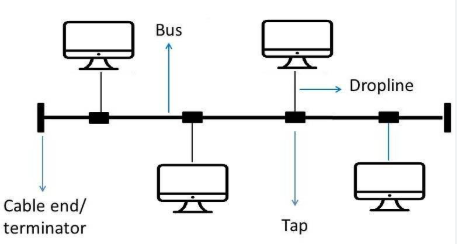 Bus
Dropline
Cable end/
terminator
Tap